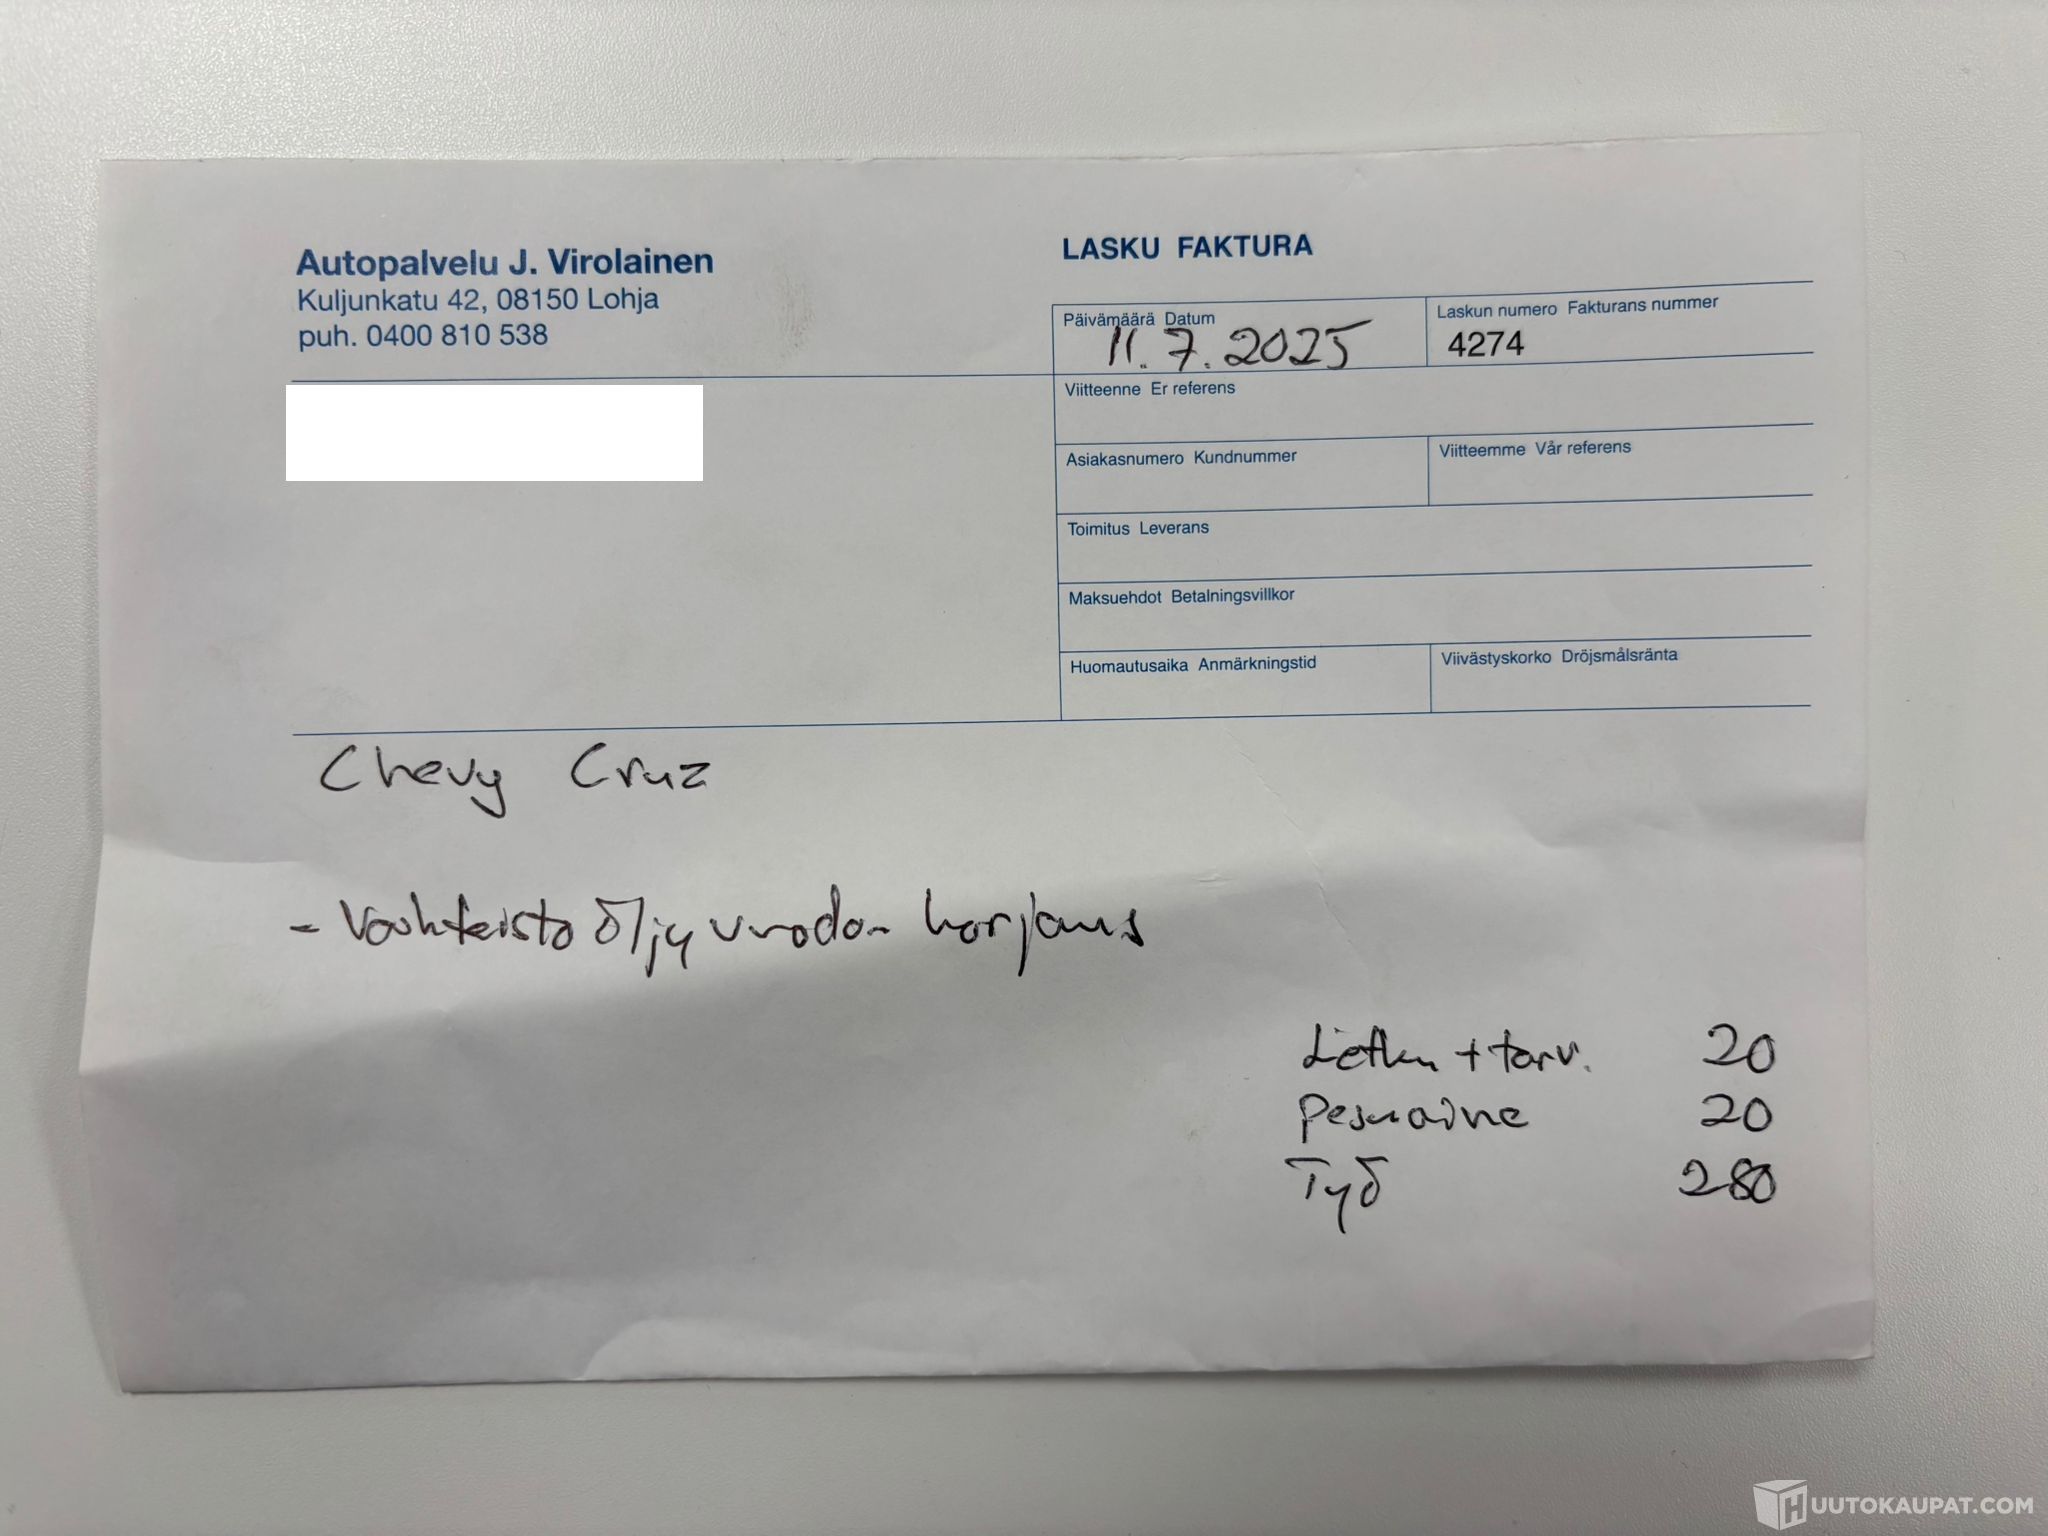 Autopalvelu J. Virolainen
Kuljunkatu 42, 08150 Lohja
puh. 0400 810 538
LASKU FAKTURA
Päivämäärä Datum
11.7.2025
Laskun numero Fakturans nummer
4274
Viitteenne Er referens
Asiakasnumero Kundnummer
Viitteemme Vår referens
Toimitus Leverans
Maksuehdot Betalningsvillkor
Huomautusaika Anmärkningstid
Viivästyskorko Dröjsmålsränta
Chevy Cruz
- Vaihteisto öljy vuodon korjaus
Letku + tarv. 20
Pesuaine 20
Työ 280
HUUTOKAUPAT.COM